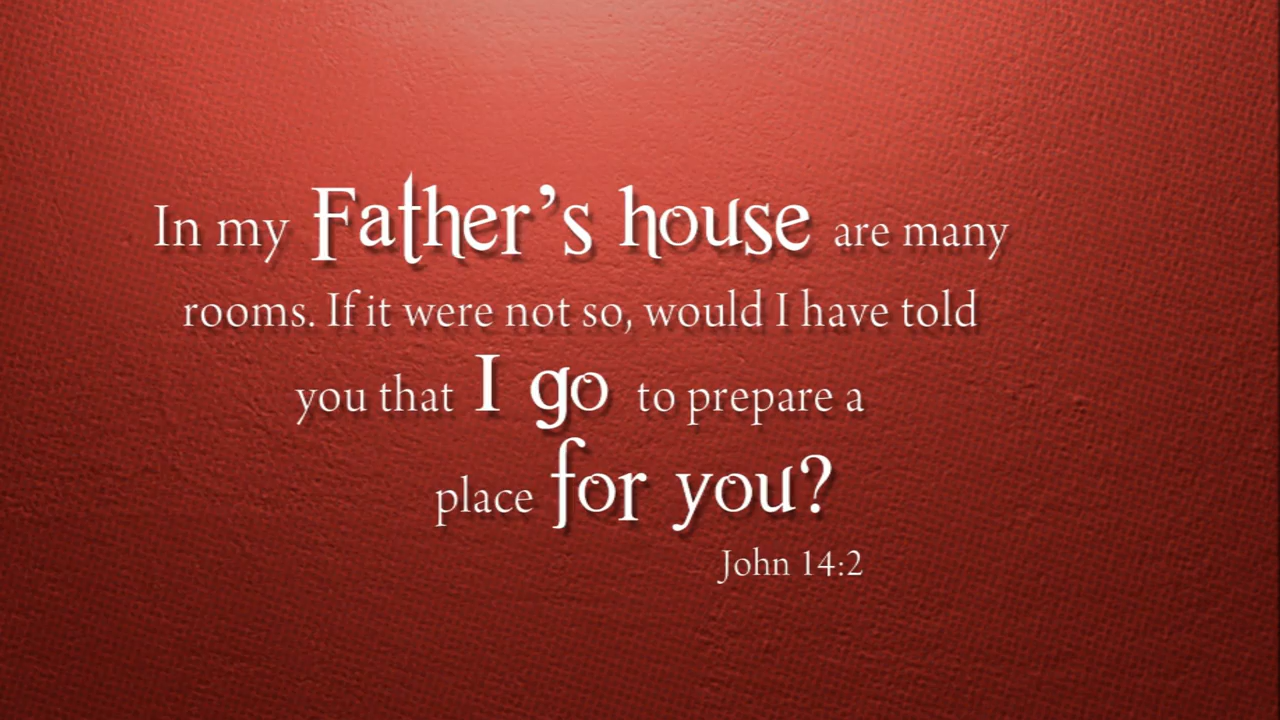 In my Father’s house are many
rooms. If it were not so, would I have told
you that I go to prepare a
place for you?
John 14:2